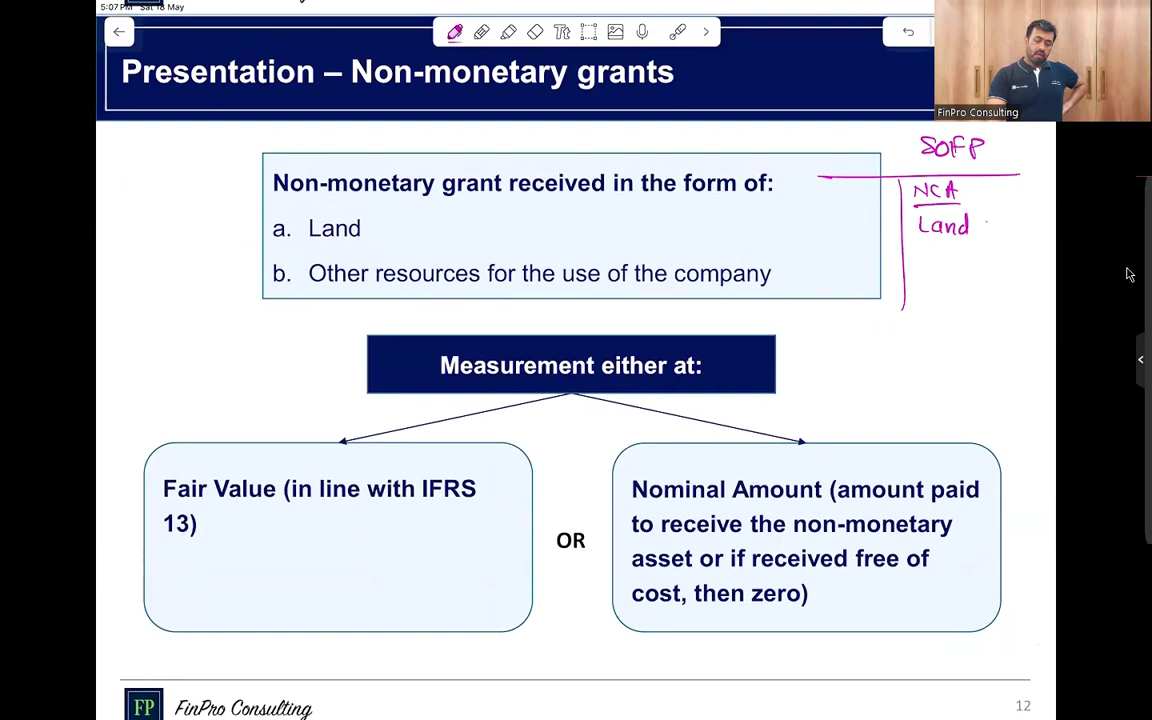 5:07 PM Sat 18 May
Presentation – Non-monetary grants
FinPro Consulting
SOFP
NCA
Land
Non-monetary grant received in the form of:
a. Land
b. Other resources for the use of the company
Measurement either at:
Fair Value (in line with IFRS
13)
OR
Nominal Amount (amount paid
to receive the non-monetary
asset or if received free of
cost, then zero)
FP
FinPro Consulting
12